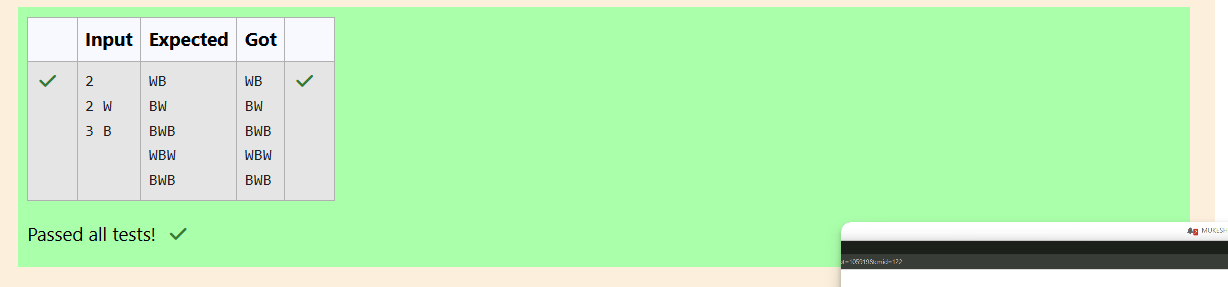 Input Expected Got
2 WB WB
2 W BW BW
3 B BWB BWB
WBW WBW
BWB BWB
Passed all tests!
MUKESH